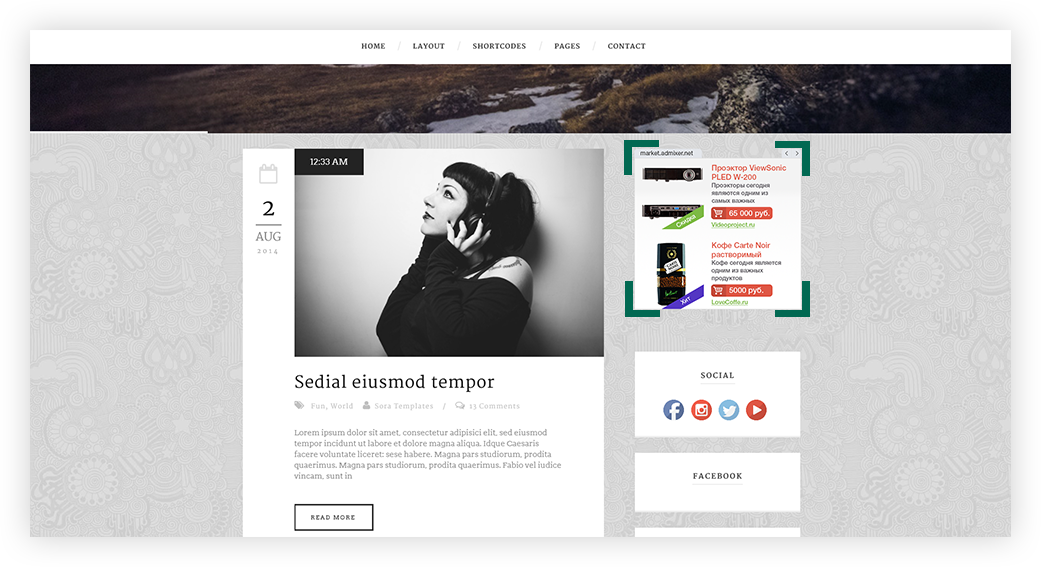 HOME / LAYOUT / SHORTCODES / PAGES / CONTACT
2
AUG
2014
12:33 AM
Sedial eiusmod tempor
Fun, World Sora Templates / 13 Comments
Lorem ipsum dolor sit amet, consectetur adipisici elit, sed eiusmod
tempor incidunt ut labore et dolore magna aliqua. Idque Caesaris
facere voluntate liceret: sese habere. Magna pars studiorum, prodita
quaerimus. Magna pars studiorum, prodita quaerimus. Fabio vel iudice
vincam, sunt in
READ MORE
market.admixer.net
Проэктор ViewSonic
PLED W-200
Проэкторы сегодня
являются одним из
самых важных
65 000 руб.
Videoproject.ru
Скидка
Кофе Carte Noir
растворимый
Кофе сегодня является
одним из важных
продуктов
5000 руб.
LoveCoffe.ru
Хит
SOCIAL
FACEBOOK